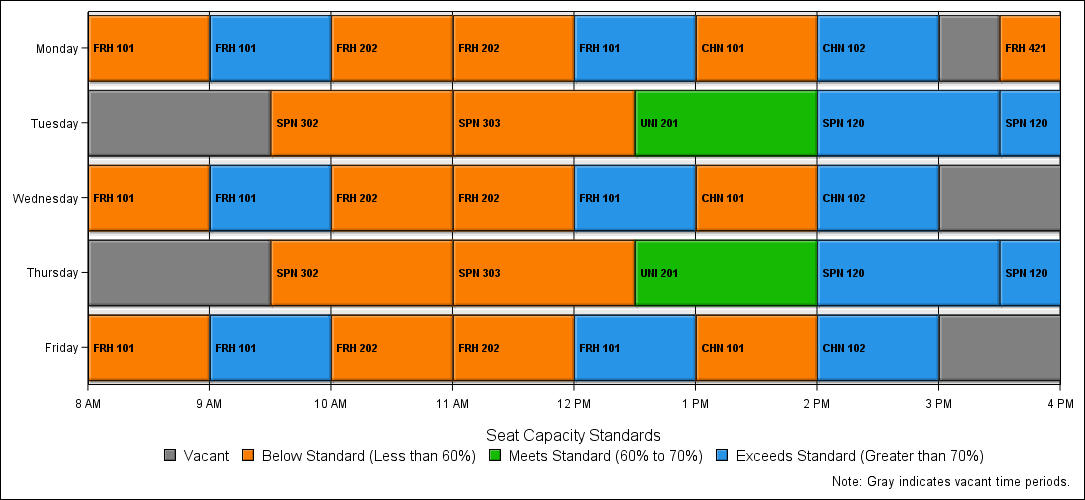 Monday FRH 101 FRH 101 FRH 202 FRH 202 FRH 101 CHN 101 CHN 102 FRH 421
Tuesday SPN 302 SPN 303 UNI 201 SPN 120 SPN 120
Wednesday FRH 101 FRH 101 FRH 202 FRH 202 FRH 101 CHN 101 CHN 102
Thursday SPN 302 SPN 303 UNI 201 SPN 120 SPN 120
Friday FRH 101 FRH 101 FRH 202 FRH 202 FRH 101 CHN 101 CHN 102
8 AM 9 AM 10 AM 11 AM 12 PM 1 PM 2 PM 3 PM 4 PM
Seat Capacity Standards
Vacant Below Standard (Less than 60%) Meets Standard (60% to 70%) Exceeds Standard (Greater than 70%)
Note: Gray indicates vacant time periods.